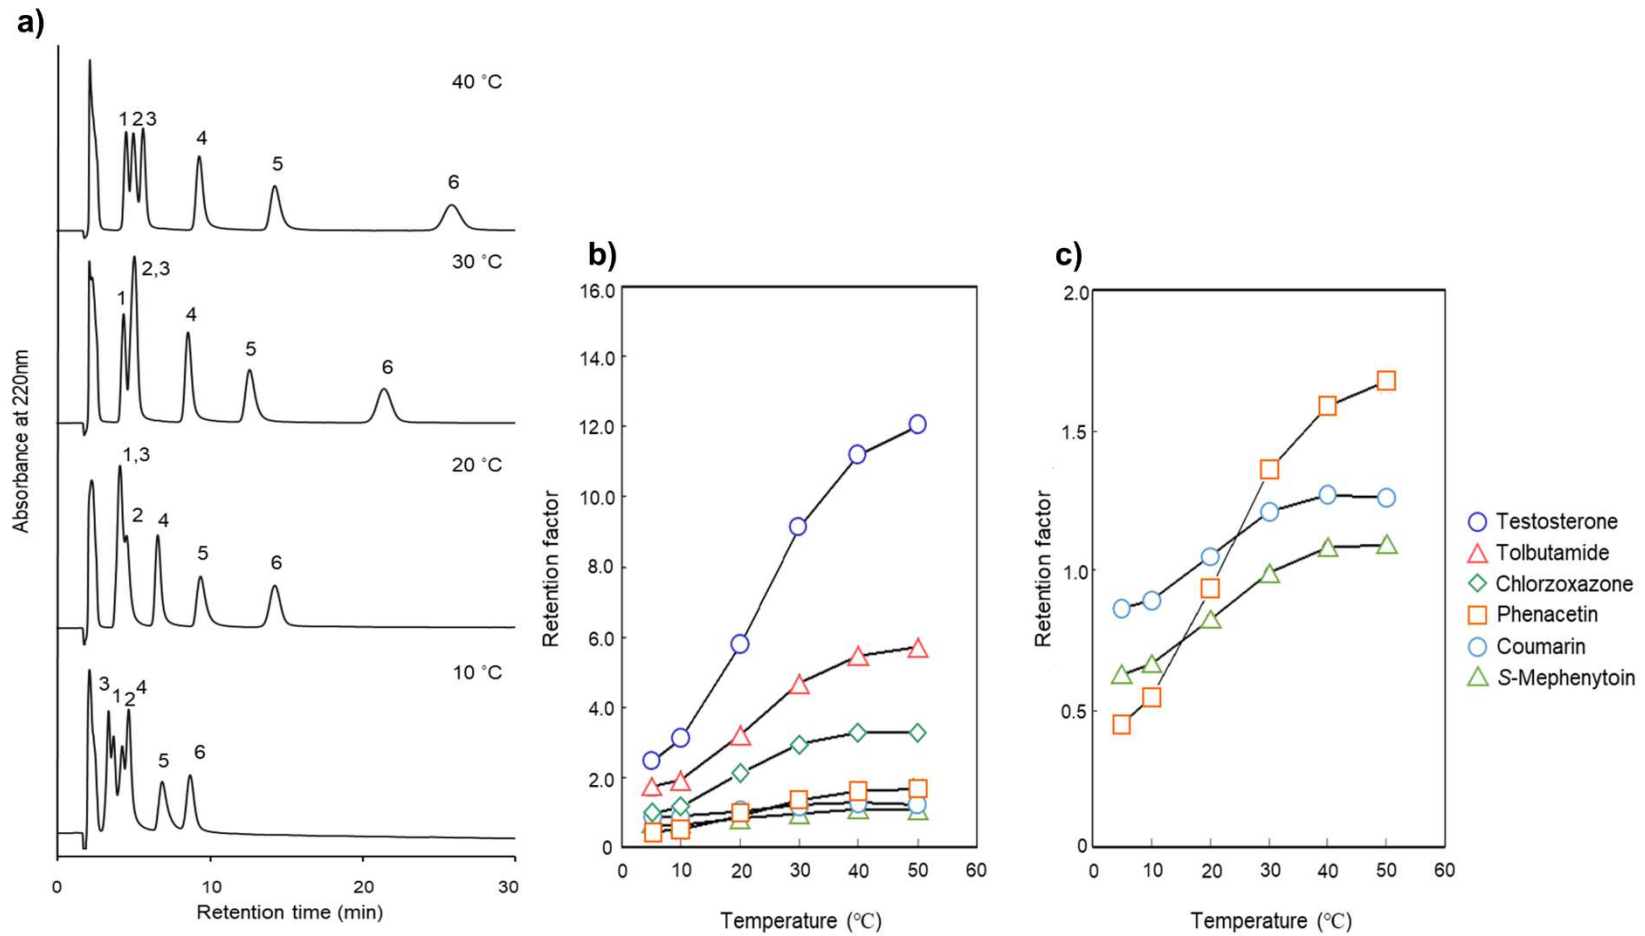 a)
40 °C
1 2 3
4
5
6
30 °C
2,3
1
4
5
6
20 °C
1,3
2
4
5
6
10 °C
3
1
2
4
5
6
Absorbance at 220nm
0
10
20
30
Retention time (min)
b)
16.0
14.0
12.0
10.0
8.0
6.0
4.0
2.0
0
Retention factor
0
10
20
30
40
50
60
Temperature (℃)
c)
2.0
1.5
1.0
0.5
0
Retention factor
0
10
20
30
40
50
60
Temperature (℃)
Testosterone
Tolbutamide
Chlorzoxazone
Phenacetin
Coumarin
S-Mephenytoin